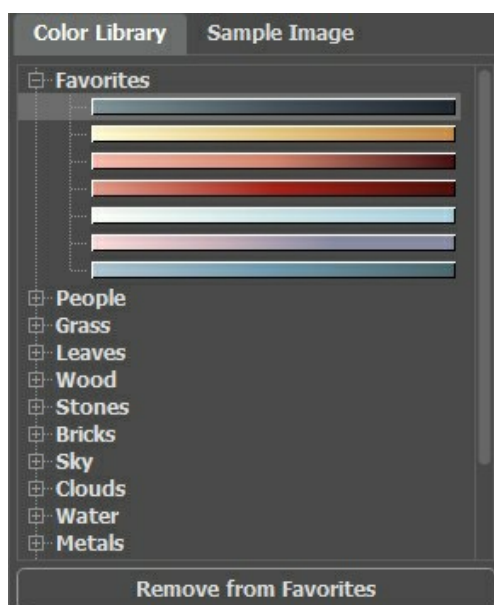 Color Library Sample Image
Favorites
People
Grass
Leaves
Wood
Stones
Bricks
Sky
Clouds
Water
Metals
Remove from Favorites